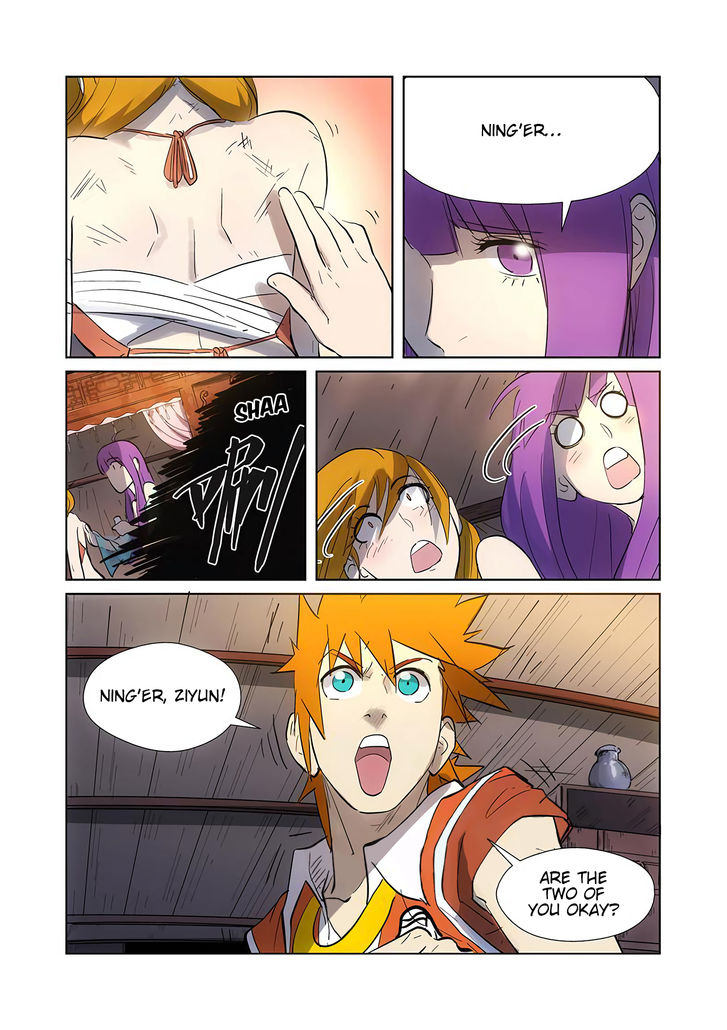 NING'ER...
SHAA
NING'ER, ZIYUN!
ARE THE
TWO OF
YOU OKAY?